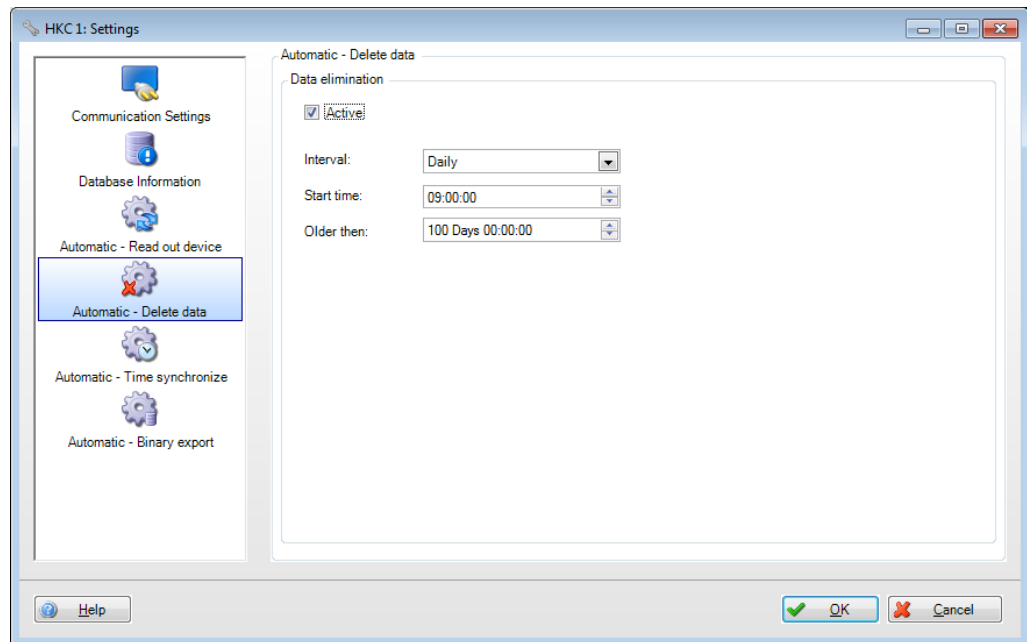 HKC 1: Settings
Communication Settings
Database Information
Automatic - Read out device
Automatic - Delete data
Automatic - Time synchronize
Automatic - Binary export
Automatic - Delete data
Data elimination
Active
Interval: Daily
Start time: 09:00:00
Older then: 100 Days 00:00:00
Help OK Cancel